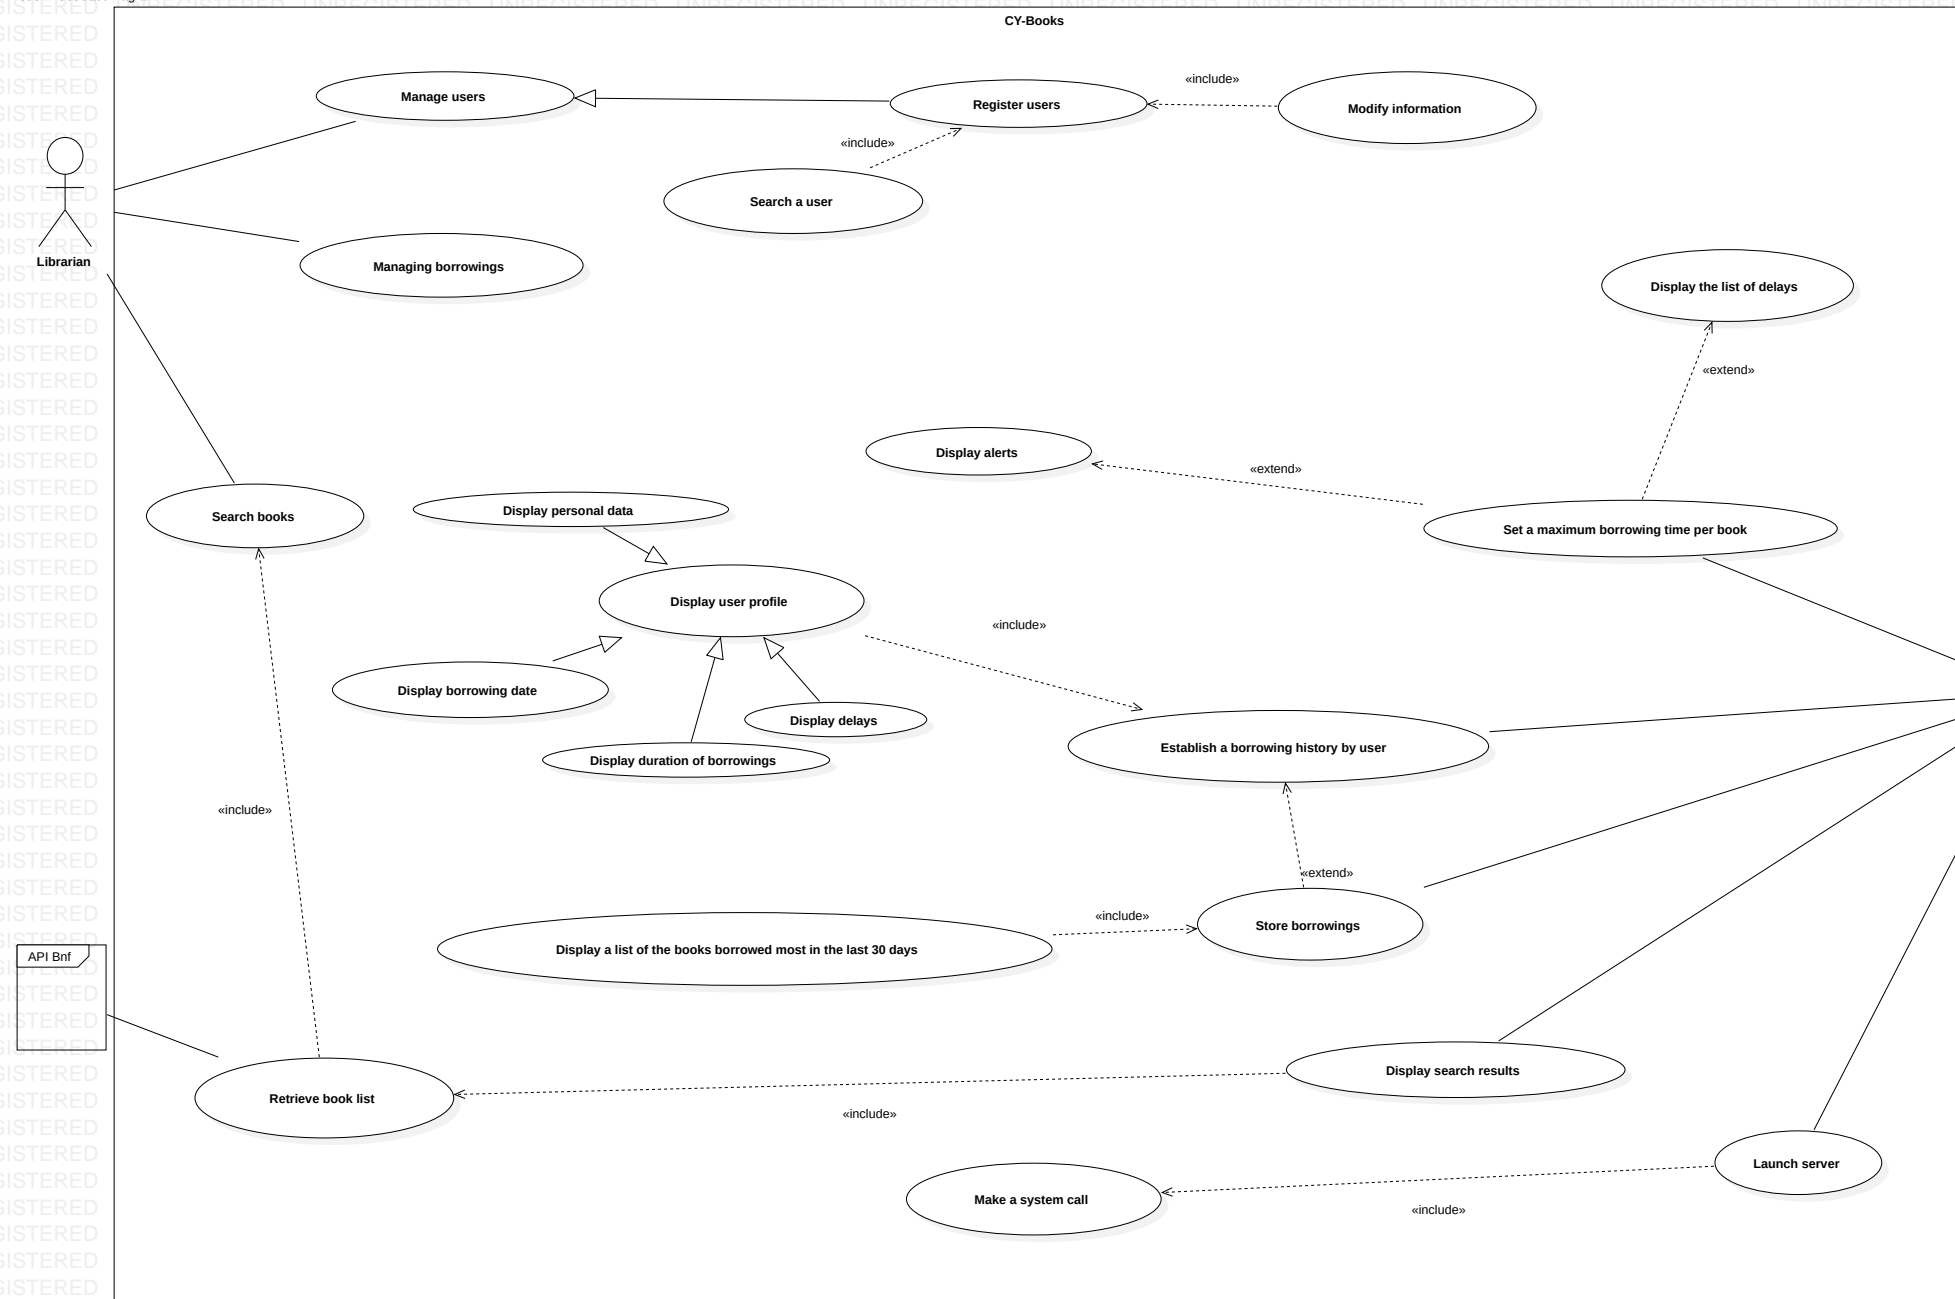 CY-Books
«include»
Manage users
Register users
Modify information
«include»
Search a user
Librarian
Managing borrowings
Display the list of delays
«extend»
Display alerts
«extend»
Display personal data
Search books
Set a maximum borrowing time per book
Display user profile
«include»
Display borrowing date
Display delays
Establish a borrowing history by user
Display duration of borrowings
«include»
«extend»
«include»
Store borrowings
Display a list of the books borrowed most in the last 30 days
API Bnf
Display search results
Retrieve book list
«include»
Launch server
Make a system call
«include»